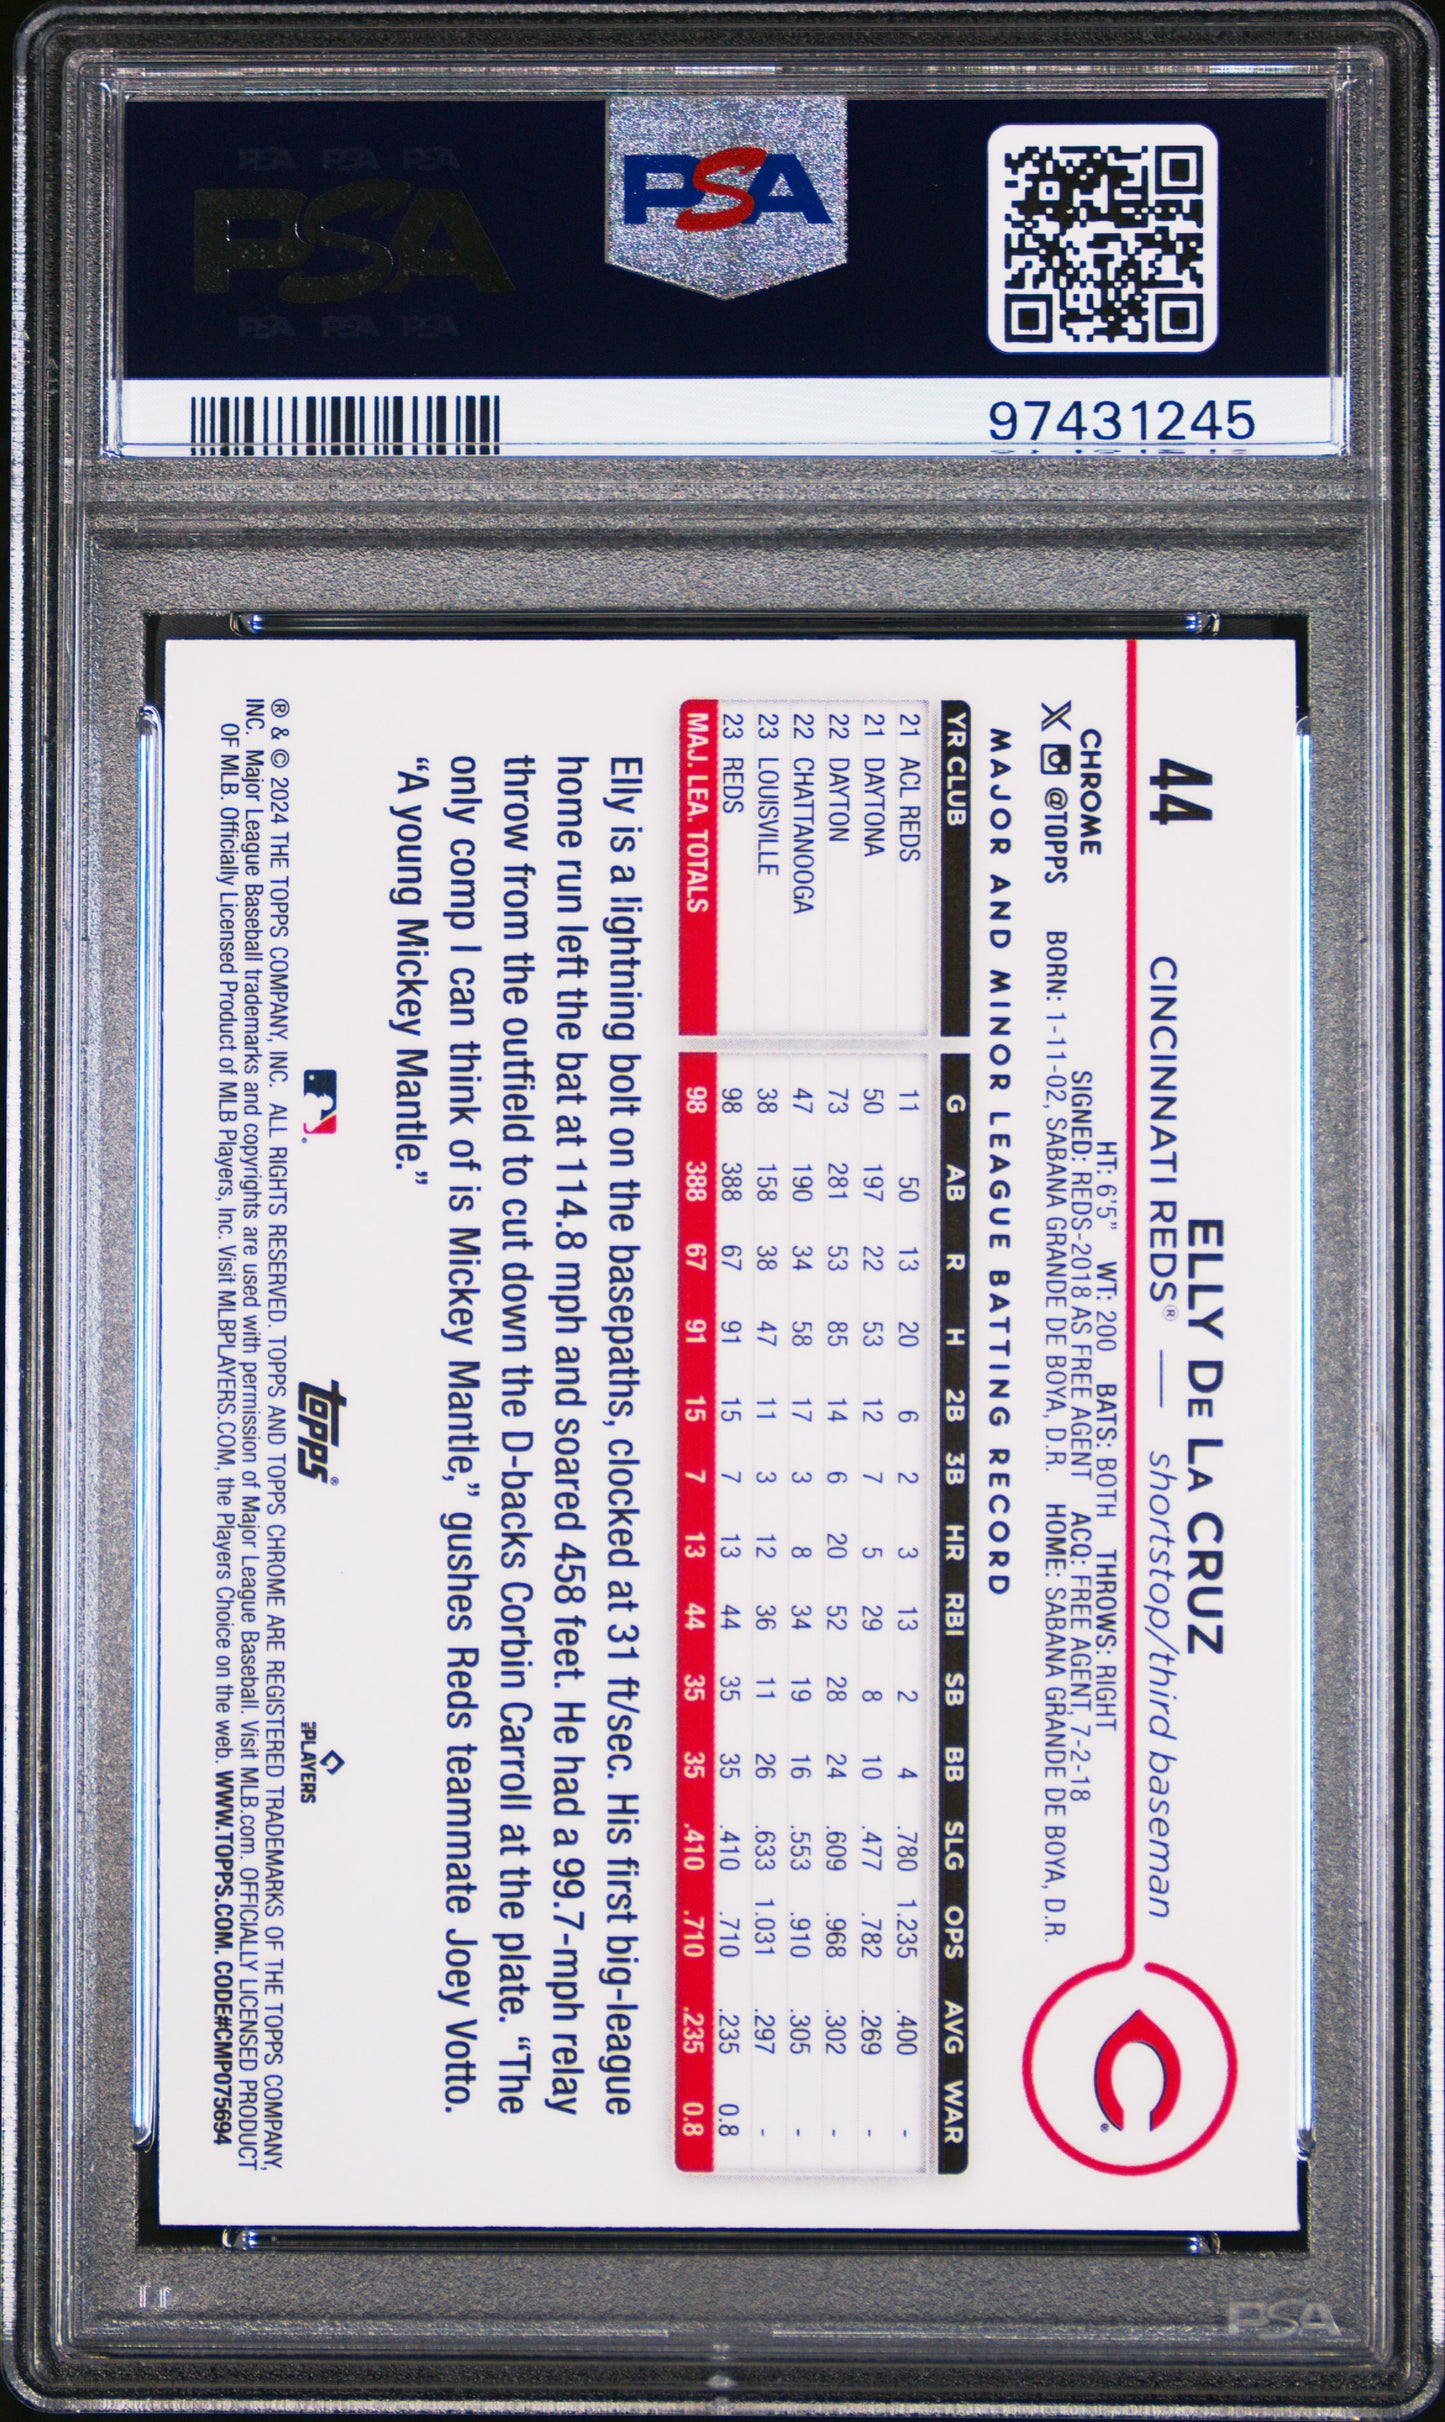 PSA PSA PSA
PSA
PSA PSA PSA
PSA
97431245
44
ELLY DE LA CRUZ
CINCINNATI REDS® — shortstop/third baseman
CHROME
X @TOPPS
HT: 6'5" WT: 200 BATS: BOTH THROWS: RIGHT
SIGNED: REDS-2018 AS FREE AGENT ACQ: FREE AGENT, 7-2-18
BORN: 1-11-02, SABANA GRANDE DE BOYA, D.R. HOME: SABANA GRANDE DE BOYA, D.R.
C®
MAJOR AND MINOR LEAGUE BATTING RECORD
YR CLUB G AB R H 2B 3B HR RBI SB BB SLG OPS AVG WAR
21 ACL REDS 11 50 13 20 6 2 3 13 2 4 .780 1.235 .400 -
21 DAYTONA 50 197 22 53 12 7 5 29 8 10 .477 .782 .269 -
22 DAYTON 73 281 53 85 14 6 20 52 28 24 .609 .968 .302 -
22 CHATTANOOGA 47 190 34 58 17 3 8 34 19 16 .553 .910 .305 -
23 LOUISVILLE 38 158 38 47 11 3 12 36 11 26 .633 1.031 .297 -
23 REDS 98 388 67 91 15 7 13 44 35 35 .410 .710 .235 0.8
MAJ. LEA. TOTALS 98 388 67 91 15 7 13 44 35 35 .410 .710 .235 0.8
Elly is a lightning bolt on the basepaths, clocked at 31 ft/sec. His first big-league
home run left the bat at 114.8 mph and soared 458 feet. He had a 99.7-mph relay
throw from the outfield to cut down the D-backs Corbin Carroll at the plate. “The
only comp I can think of is Mickey Mantle,” gushes Reds teammate Joey Votto.
“A young Mickey Mantle.”
topps®
PLAYERS
® & © 2024 THE TOPPS COMPANY, INC. ALL RIGHTS RESERVED. TOPPS AND TOPPS CHROME ARE REGISTERED TRADEMARKS OF THE TOPPS COMPANY,
INC. Major League Baseball trademarks and copyrights are used with permission of Major League Baseball. Visit MLB.com. OFFICIALLY LICENSED PRODUCT
OF MLB. Officially Licensed Product of MLB Players, Inc. Visit MLBPLAYERS.COM, the Players Choice on the web. WWW.TOPPS.COM. CODE#CMP075694
PSA